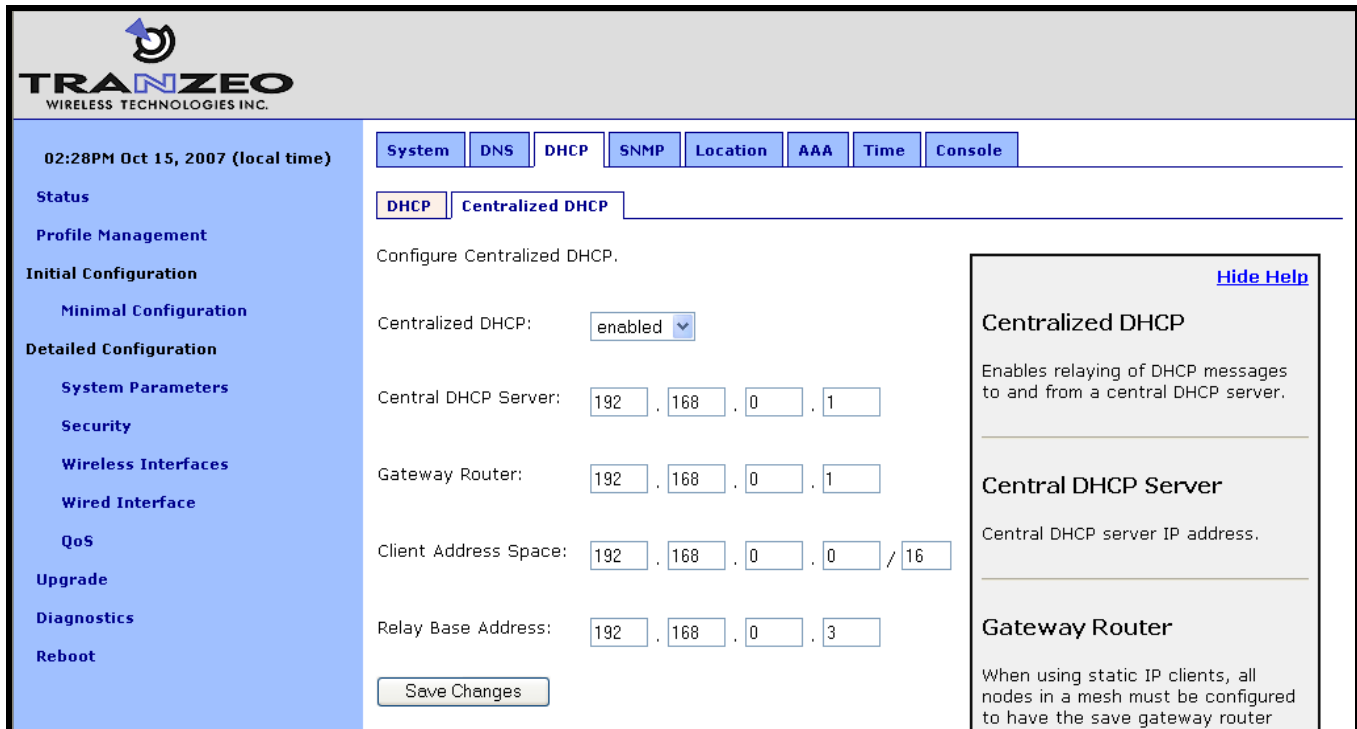 TRANZEO
WIRELESS TECHNOLOGIES INC.
02:28PM Oct 15, 2007 (local time)
Status
Profile Management
Initial Configuration
Minimal Configuration
Detailed Configuration
System Parameters
Security
Wireless Interfaces
Wired Interface
QoS
Upgrade
Diagnostics
Reboot
System DNS DHCP SNMP Location AAA Time Console
DHCP Centralized DHCP
Configure Centralized DHCP.
Centralized DHCP: enabled
Central DHCP Server: 192 . 168 . 0 . 1
Gateway Router: 192 . 168 . 0 . 1
Client Address Space: 192 . 168 . 0 . 0 / 16
Relay Base Address: 192 . 168 . 0 . 3
Save Changes
Hide Help
Centralized DHCP
Enables relaying of DHCP messages
to and from a central DHCP server.
Central DHCP Server
Central DHCP server IP address.
Gateway Router
When using static IP clients, all
nodes in a mesh must be configured
to have the save gateway router